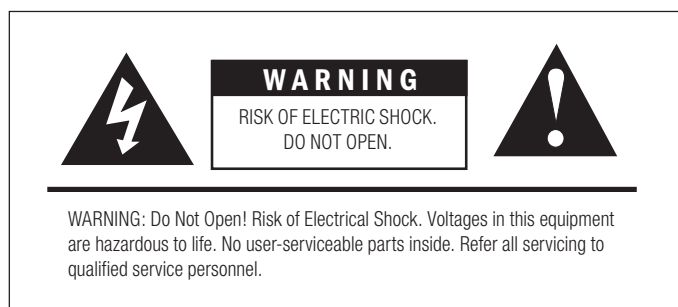 WARNING
RISK OF ELECTRIC SHOCK.
DO NOT OPEN.
WARNING: Do Not Open! Risk of Electrical Shock. Voltages in this equipment
are hazardous to life. No user-serviceable parts inside. Refer all servicing to
qualified service personnel.